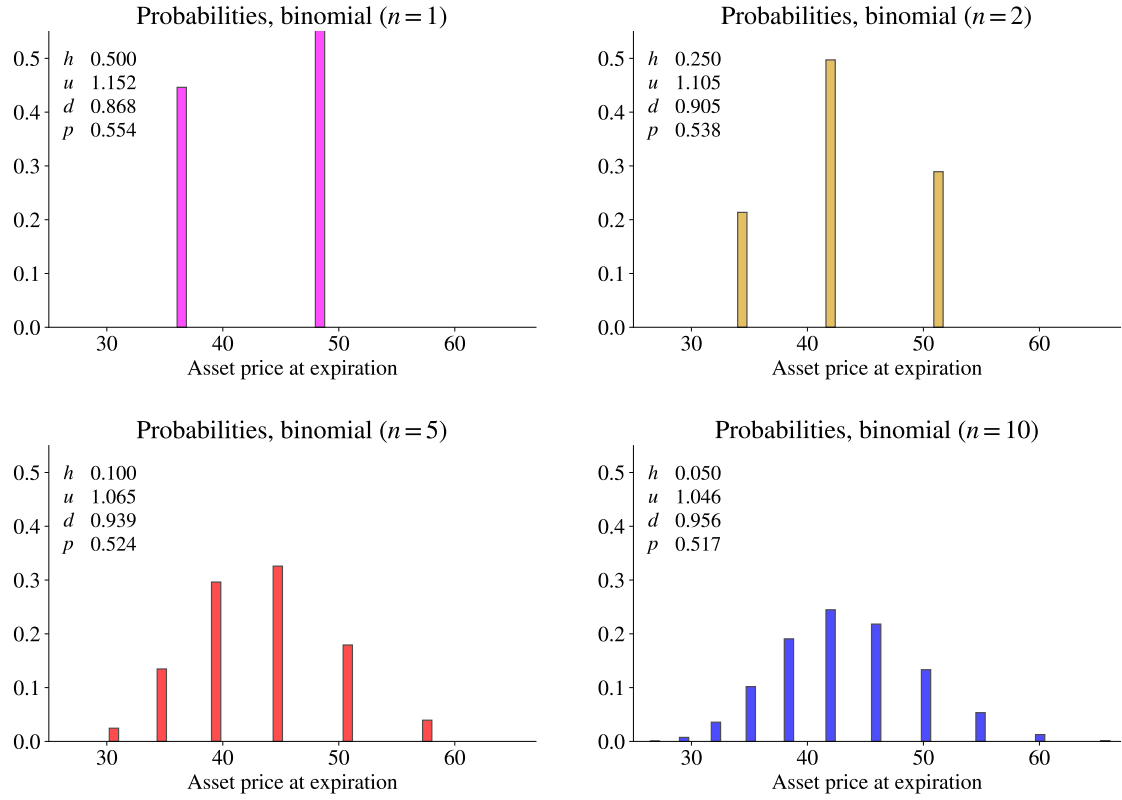 Probabilities, binomial (n = 1)
h 0.500
u 1.152
d 0.868
p 0.554
0.5
0.4
0.3
0.2
0.1
0.0
30 40 50 60
Asset price at expiration
Probabilities, binomial (n = 2)
h 0.250
u 1.105
d 0.905
p 0.538
0.5
0.4
0.3
0.2
0.1
0.0
30 40 50 60
Asset price at expiration
Probabilities, binomial (n = 5)
h 0.100
u 1.065
d 0.939
p 0.524
0.5
0.4
0.3
0.2
0.1
0.0
30 40 50 60
Asset price at expiration
Probabilities, binomial (n = 10)
h 0.050
u 1.046
d 0.956
p 0.517
0.5
0.4
0.3
0.2
0.1
0.0
30 40 50 60
Asset price at expiration